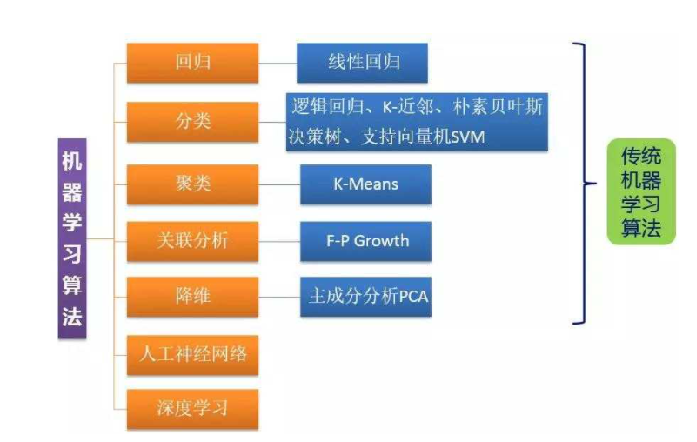 机器学习算法
回归
线性回归
分类
逻辑回归、K-近邻、朴素贝叶斯
决策树、支持向量机SVM
聚类
K-Means
关联分析
F-P Growth
降维
主成分分析PCA
人工神经网络
深度学习
传统
机器
学习
算法